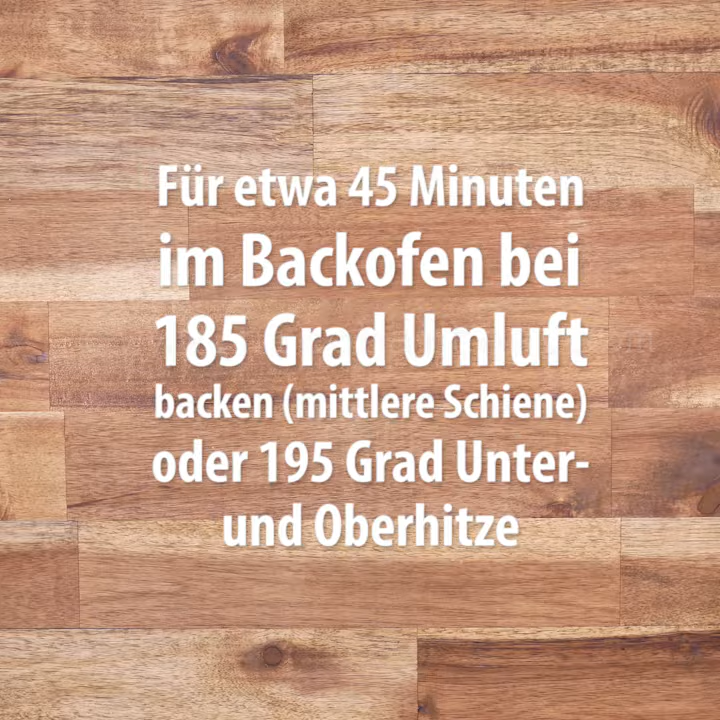 Für etwa 45 Minuten
im Backofen bei
185 Grad Umluft
backen (mittlere Schiene)
oder 195 Grad Unter-
und Oberhitze